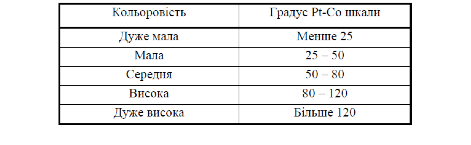 Кольоровість Градус Pt-Co шкали
Дуже мала Менше 25
Мала 25 – 50
Середня 50 – 80
Висока 80 – 120
Дуже висока Більше 120